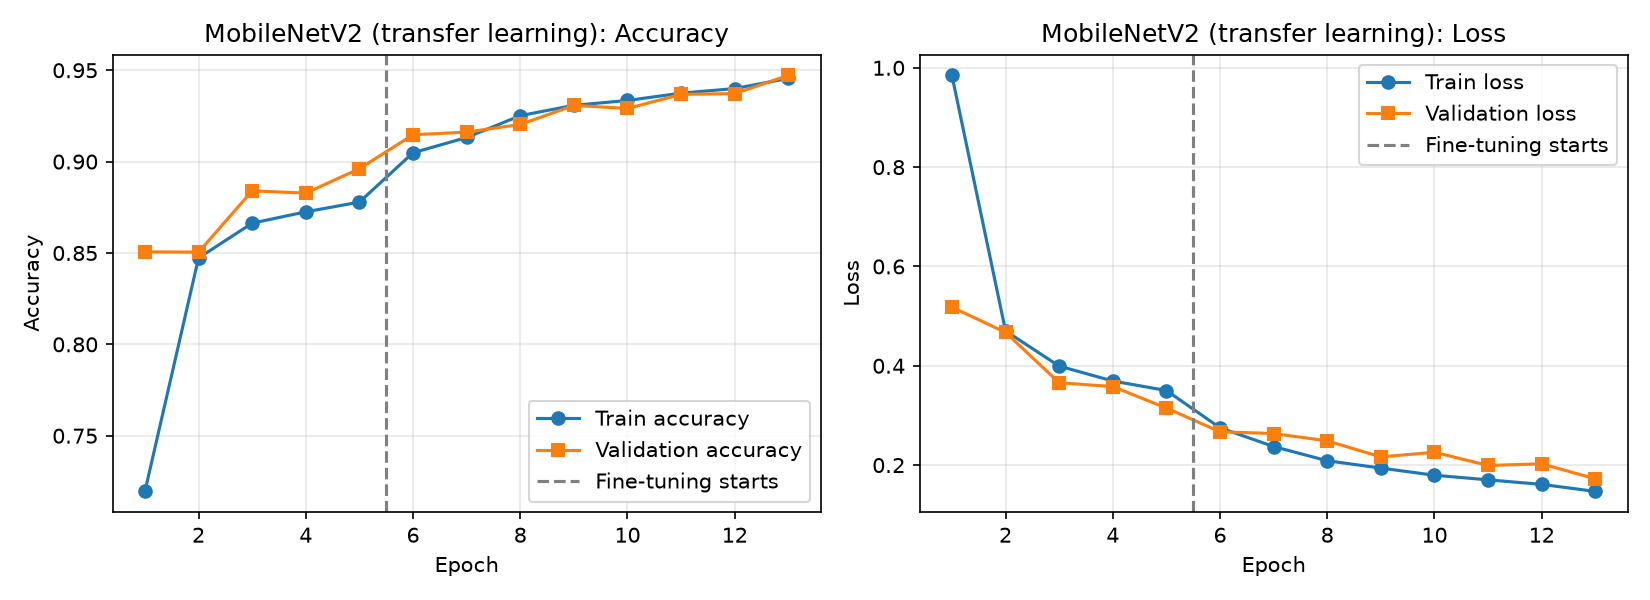 MobileNetV2 (transfer learning): Accuracy
0.95
0.90
0.85
0.80
0.75
Accuracy
Train accuracy
Validation accuracy
Fine-tuning starts
2 4 6 8 10 12
Epoch
MobileNetV2 (transfer learning): Loss
1.0
0.8
0.6
0.4
0.2
Loss
Train loss
Validation loss
Fine-tuning starts
2 4 6 8 10 12
Epoch